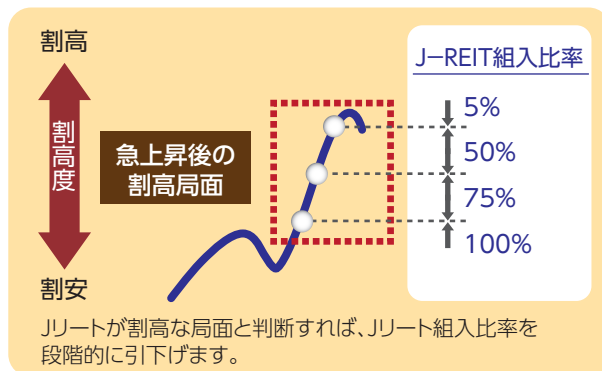 割高
割高度
割安
急上昇後の
割高局面
J−REIT組入比率
5%
50%
75%
100%
Jリートが割高な局面と判断すれば、Jリート組入比率を
段階的に引下げます。